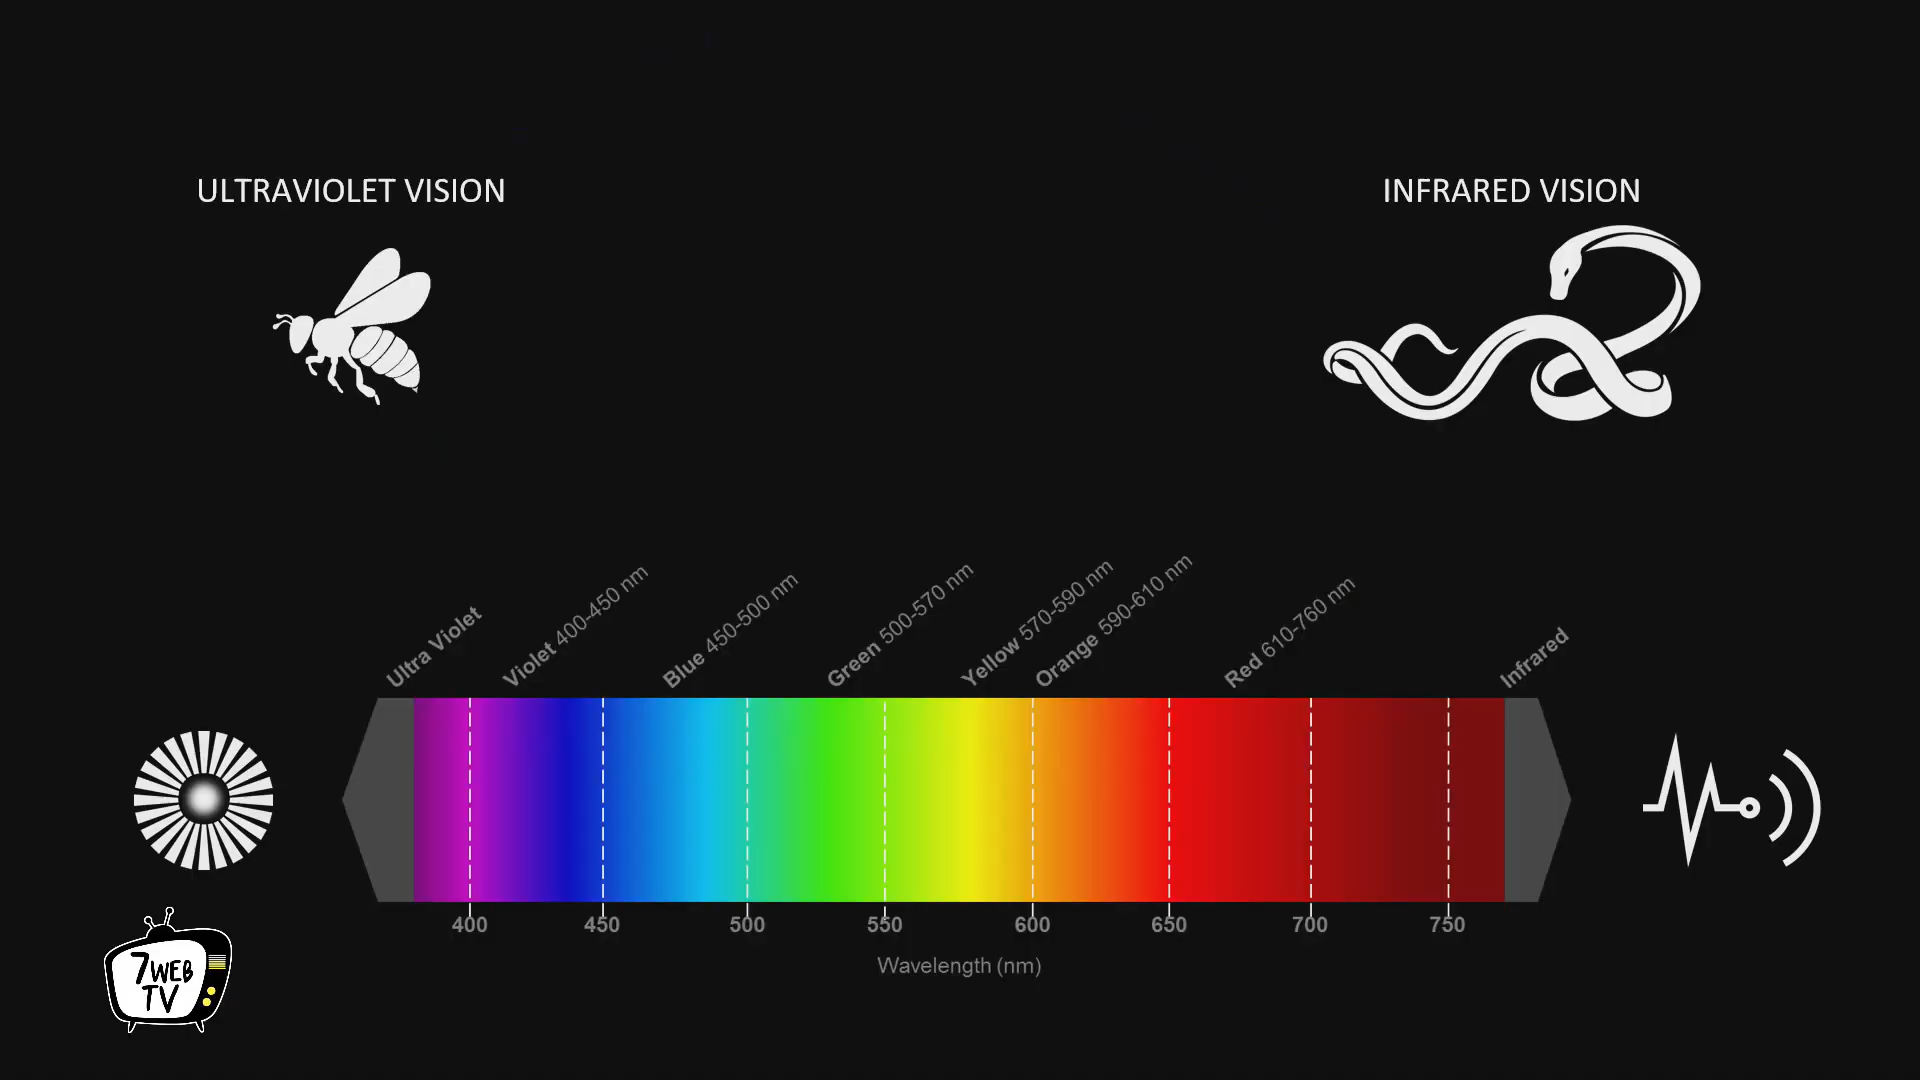 ULTRAVIOLET VISION
INFRARED VISION
Ultra Violet
Violet 400-450 nm
Blue 450-500 nm
Green 500-570 nm
Yellow 570-590 nm
Orange 590-610 nm
Red 610-760 nm
Infrared
400 450 500 550 600 650 700 750
Wavelength (nm)
7WEB
TV